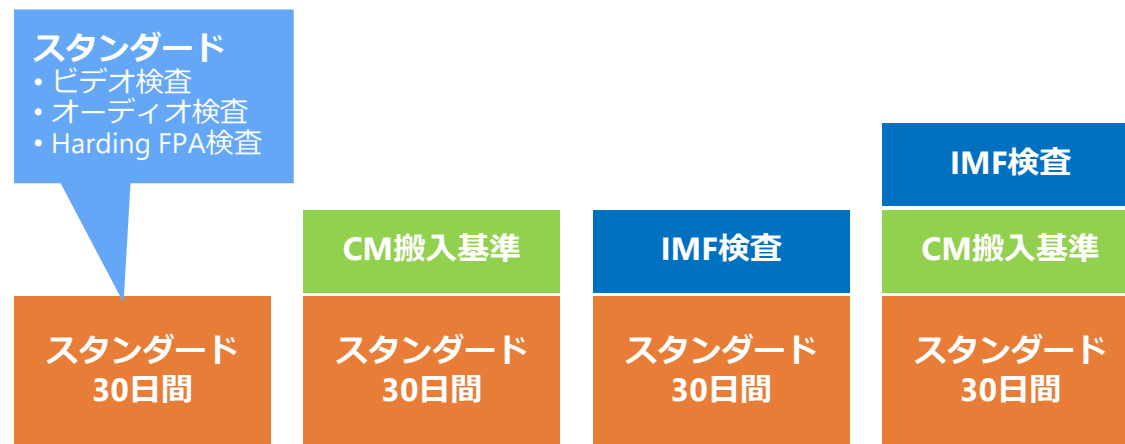 スタンダード
• ビデオ検査
• オーディオ検査
• Harding FPA検査
スタンダード
30日間
CM搬入基準
スタンダード
30日間
IMF検査
スタンダード
30日間
IMF検査
CM搬入基準
スタンダード
30日間